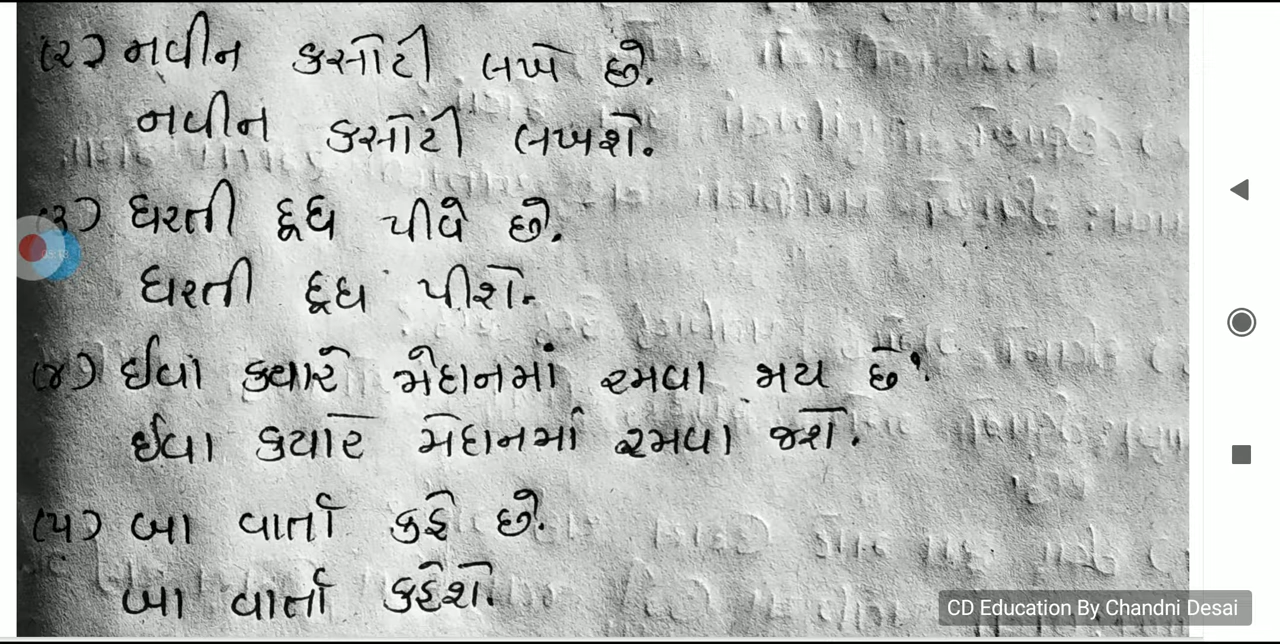 (૨) નવીન કસોટી લખે છે.
નવીન કસોટી લખશે.
(૩) ધરતી દૂધ પીવે છે.
ધરતી દૂધ પીશે.
(૪) ઈવા ક્યારે મેદાનમાં રમવા જાય છે?
ઈવા ક્યારે મેદાનમાં રમવા જશે.
(૫) બા વાર્તા કહે છે.
બા વાર્તા કહેશે.
CD Education By Chandni Desai